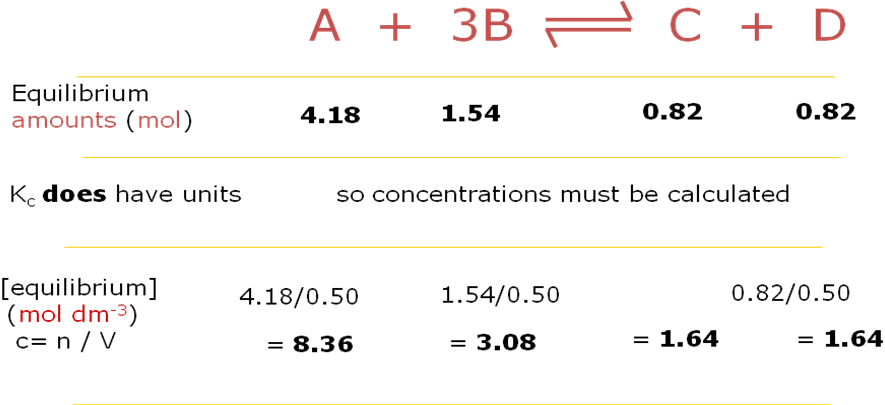 A + 3B ⇌ C + D
Equilibrium
amounts (mol) 4.18 1.54 0.82 0.82
Kc does have units so concentrations must be calculated
[equilibrium] 4.18/0.50 1.54/0.50 0.82/0.50
(mol dm-3)
c= n / V = 8.36 = 3.08 = 1.64 = 1.64